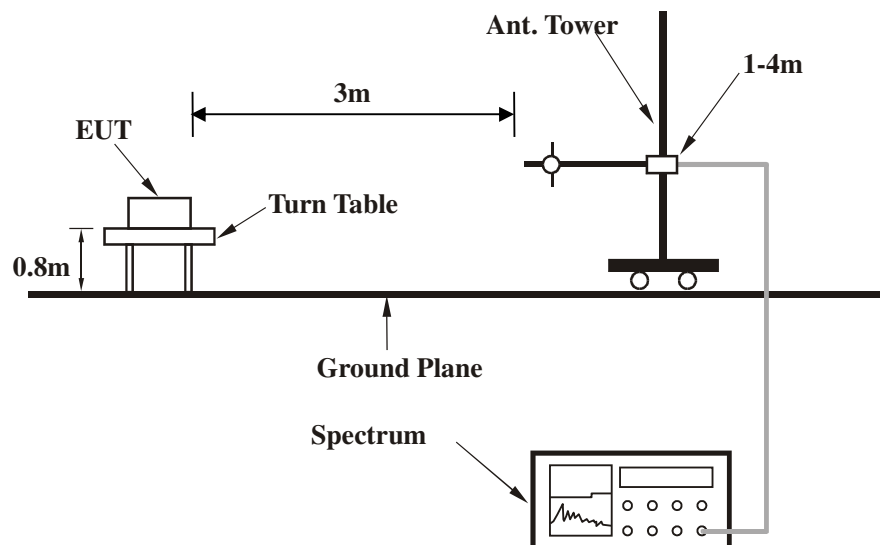 Ant. Tower
1-4m
3m
EUT
Turn Table
0.8m
Ground Plane
Spectrum